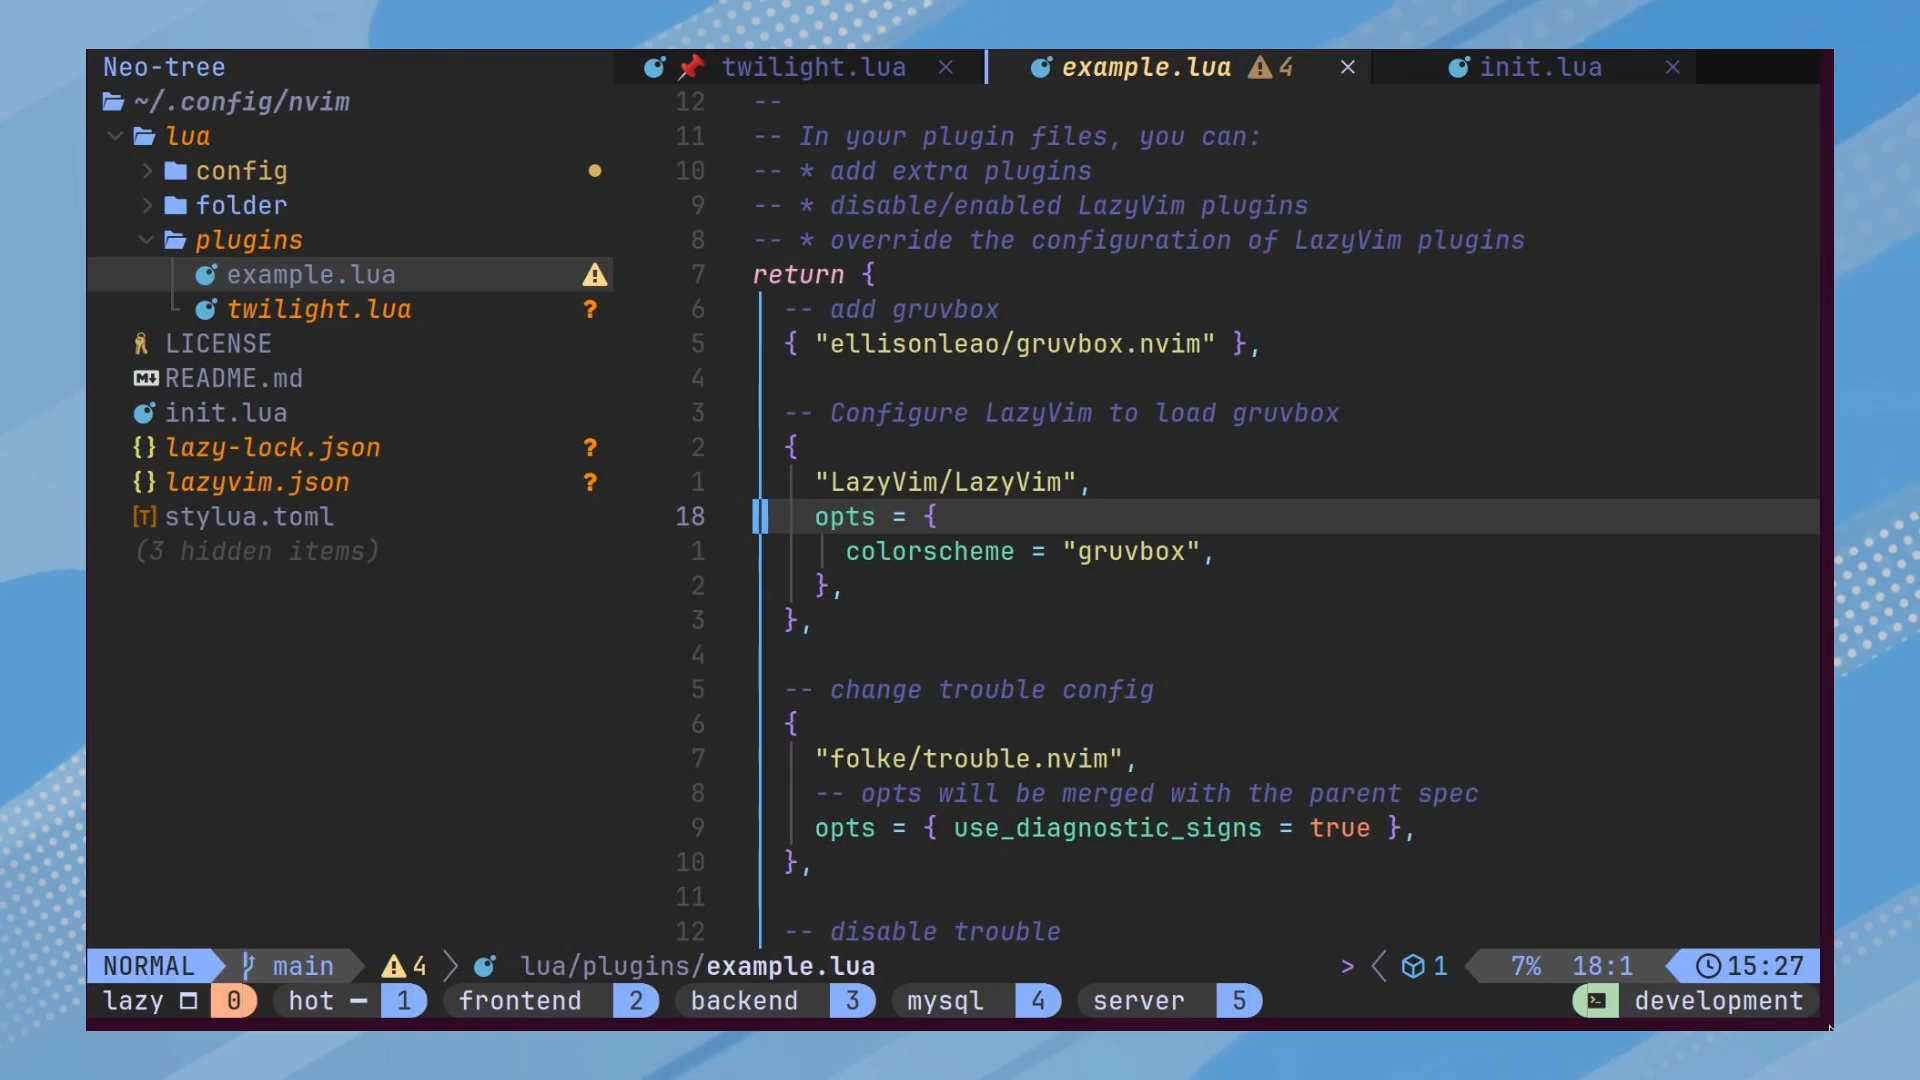 Neo-tree
~/.config/nvim
lua
config
folder
plugins
example.lua
twilight.lua ?
LICENSE
README.md
init.lua
{} lazy-lock.json ?
{} lazyvim.json ?
[T] stylua.toml
(3 hidden items)
twilight.lua ×
example.lua 4 ×
init.lua ×
12 --
11 -- In your plugin files, you can:
10 -- * add extra plugins
9 -- * disable/enabled LazyVim plugins
8 -- * override the configuration of LazyVim plugins
7 return {
6 -- add gruvbox
5 { "ellisonleao/gruvbox.nvim" },
4
3 -- Configure LazyVim to load gruvbox
2 {
1 "LazyVim/LazyVim",
18 opts = {
1 colorscheme = "gruvbox",
2 },
3 },
4
5 -- change trouble config
6 {
7 "folke/trouble.nvim",
8 -- opts will be merged with the parent spec
9 opts = { use_diagnostic_signs = true },
10 },
11
12 -- disable trouble
NORMAL main 4 lua/plugins/example.lua > 1 7% 18:1 15:27
lazy 0 hot 1 frontend 2 backend 3 mysql 4 server 5 development